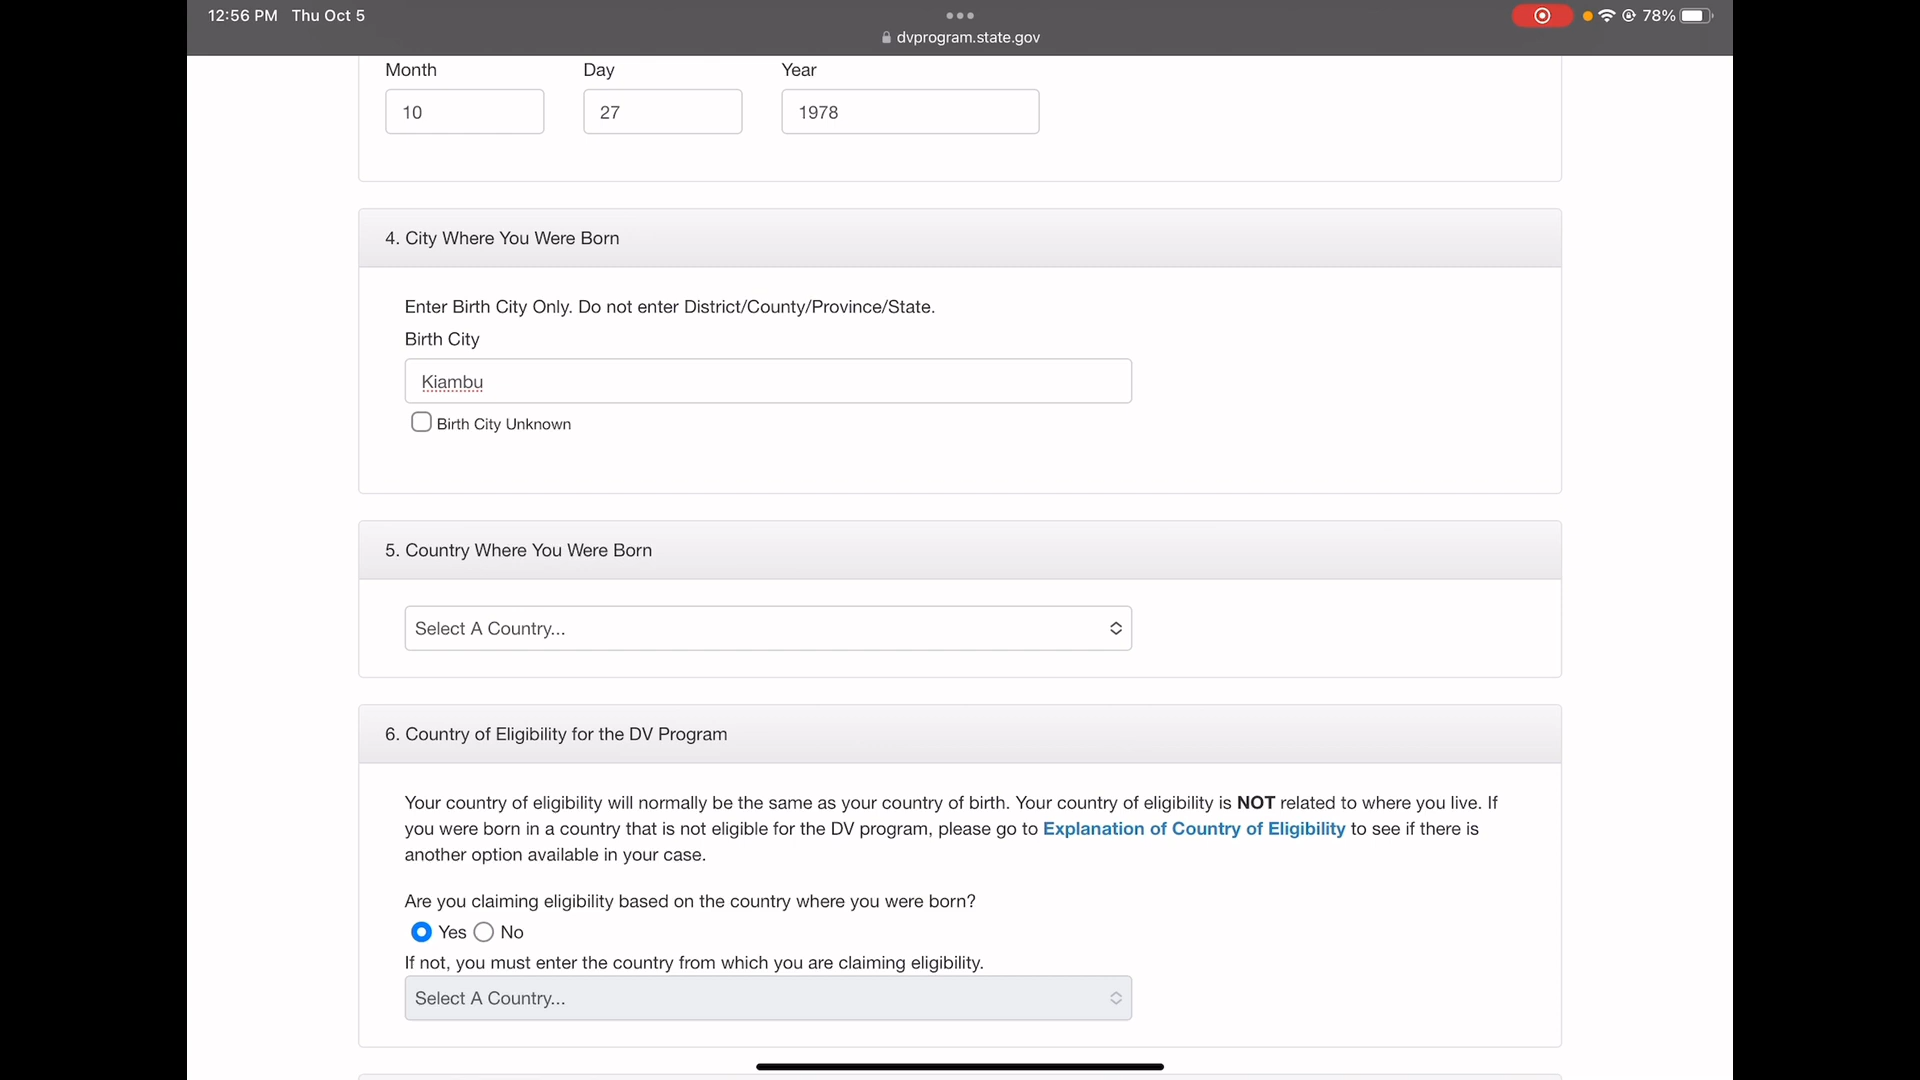 12:56 PM Thu Oct 5
78%
dvprogram.state.gov
Month Day Year
10 27 1978
4. City Where You Were Born
Enter Birth City Only. Do not enter District/County/Province/State.
Birth City
Kiambu
Birth City Unknown
5. Country Where You Were Born
Select A Country...
6. Country of Eligibility for the DV Program
Your country of eligibility will normally be the same as your country of birth. Your country of eligibility is NOT related to where you live. If
you were born in a country that is not eligible for the DV program, please go to Explanation of Country of Eligibility to see if there is
another option available in your case.
Are you claiming eligibility based on the country where you were born?
Yes No
If not, you must enter the country from which you are claiming eligibility.
Select A Country...